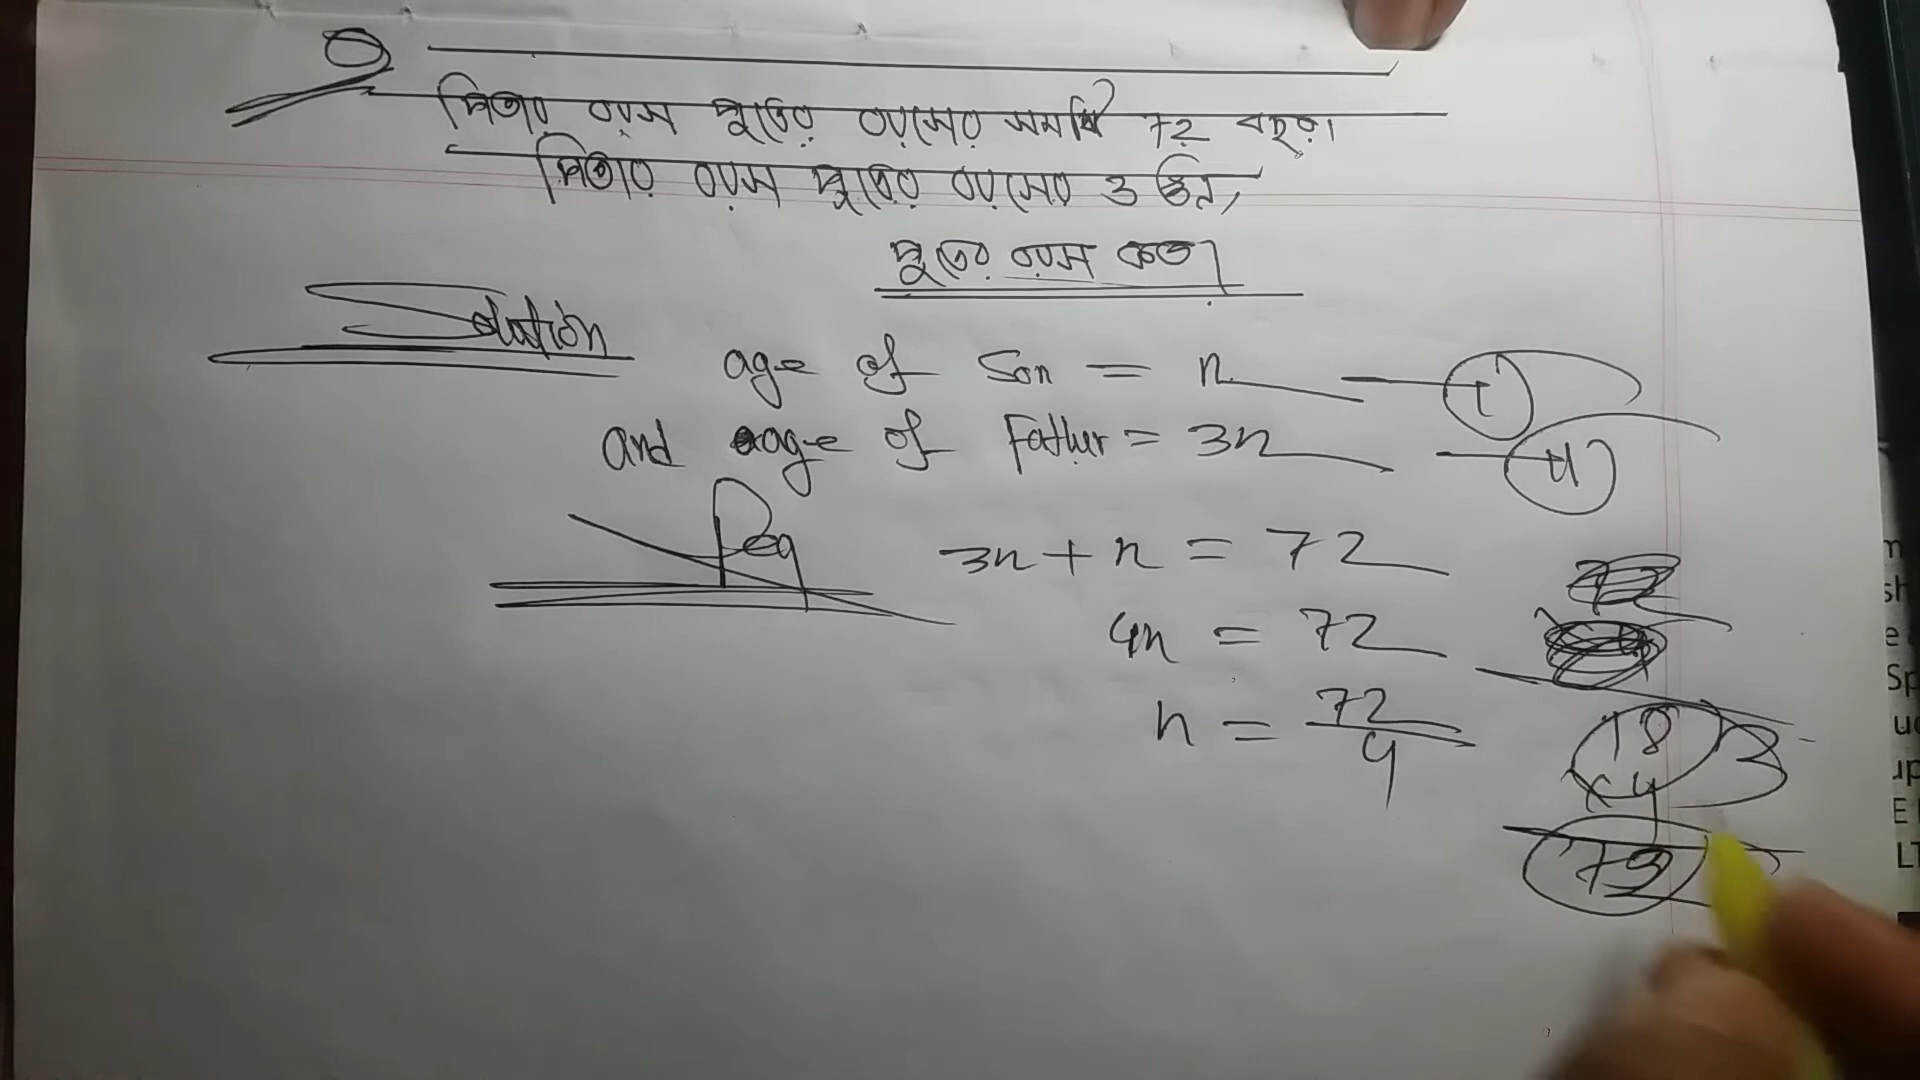 Q
পিতার বয়স পুত্রের বয়সের সমষ্টি 72 বছর।
পিতার বয়স পুত্রের বয়সের 3 গুন,
পুত্রের বয়স কত।
Solution
age of Son = n (i)
and age of Father = 3n (ii)
3n + n = 72
4n = 72
n = 72/4
18
×4
72
3